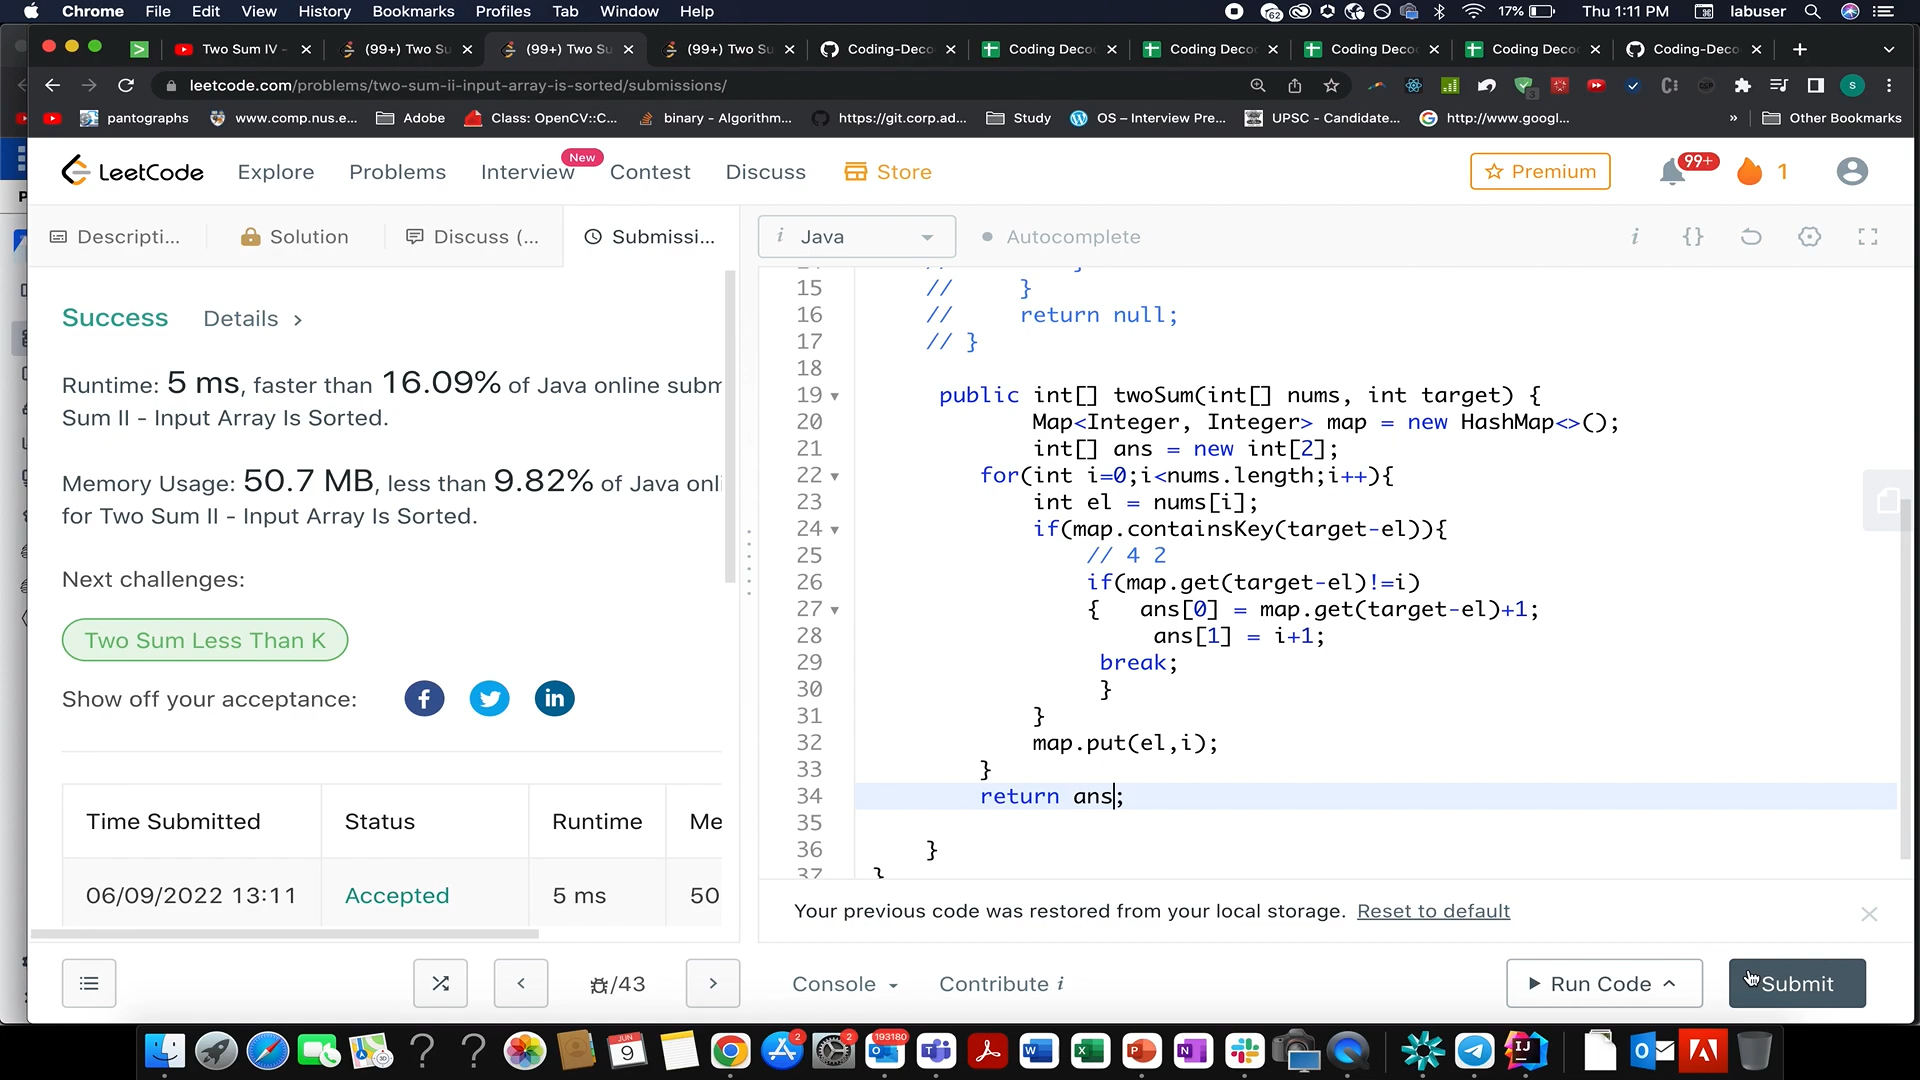 Chrome File Edit View History Bookmarks Profiles Tab Window Help 62 17% Thu 1:11 PM labuser
Two Sum IV - (99+) Two Su (99+) Two Su (99+) Two Su Coding-Deco Coding Decoc Coding Decoc Coding Decoc Coding Decoc Coding-Deco
leetcode.com/problems/two-sum-ii-input-array-is-sorted/submissions/
pantographs www.comp.nus.e... Adobe Class: OpenCV::C... binary - Algorithm... https://git.corp.ad... Study OS – Interview Pre... UPSC - Candidate... http://www.googl... » Other Bookmarks
LeetCode Explore Problems Interview New Contest Discuss Store Premium 99+ 1
Descripti... Solution Discuss (... Submissi... i Java Autocomplete i {}
Success Details >
Runtime: 5 ms, faster than 16.09% of Java online subm
Sum II - Input Array Is Sorted.
Memory Usage: 50.7 MB, less than 9.82% of Java onli
for Two Sum II - Input Array Is Sorted.
Next challenges:
Two Sum Less Than K
Show off your acceptance:
Time Submitted Status Runtime Me
06/09/2022 13:11 Accepted 5 ms 50
15 // }
16 // return null;
17 // }
18
19 public int[] twoSum(int[] nums, int target) {
20 Map<Integer, Integer> map = new HashMap<>();
21 int[] ans = new int[2];
22 for(int i=0;i<nums.length;i++){
23 int el = nums[i];
24 if(map.containsKey(target-el)){
25 // 4 2
26 if(map.get(target-el)!=i)
27 { ans[0] = map.get(target-el)+1;
28 ans[1] = i+1;
29 break;
30 }
31 }
32 map.put(el,i);
33 }
34 return ans;
35
36 }
37 }
Your previous code was restored from your local storage. Reset to default
/43 Console Contribute i Run Code Submit
JUN 9 2 2 193180